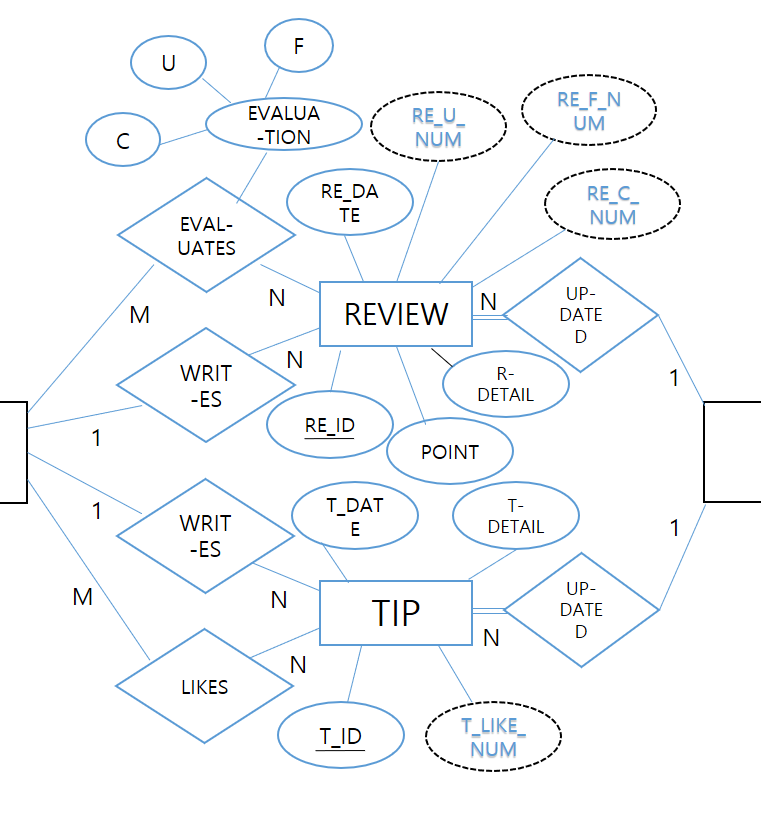 F
U
EVALUA
-TION
C
RE_U_
NUM
RE_F_N
UM
RE_DA
TE
RE_C_
NUM
EVAL-
UATES
N
M
REVIEW
N
UP-
DATE
D
N
WRIT
-ES
R-
DETAIL
1
RE_ID
1
POINT
1
WRIT
-ES
T_DAT
E
T-
DETAIL
1
M
N
TIP
UP-
DATE
D
N
N
LIKES
T_ID
T_LIKE_
NUM